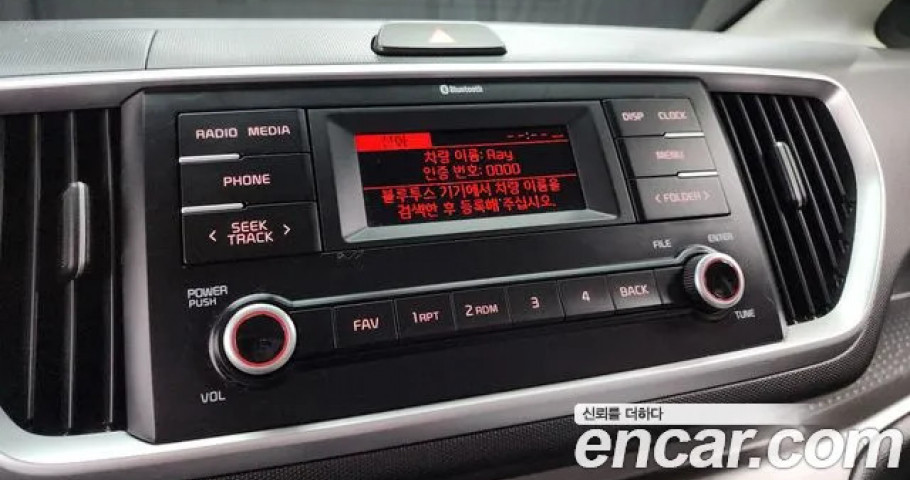 Bluetooth
RADIO MEDIA
PHONE
< SEEK TRACK >
전화
차량 이름: Ray
인증 번호: 0000
블루투스 기기에서 차량 이름을
검색한 후 등록해 주십시오.
DISP CLOCK
MENU
< FOLDER >
FILE
ENTER
POWER
PUSH
VOL
FAV
1 RPT
2 RDM
3
4
BACK
TUNE
신뢰를 더하다
encar.com